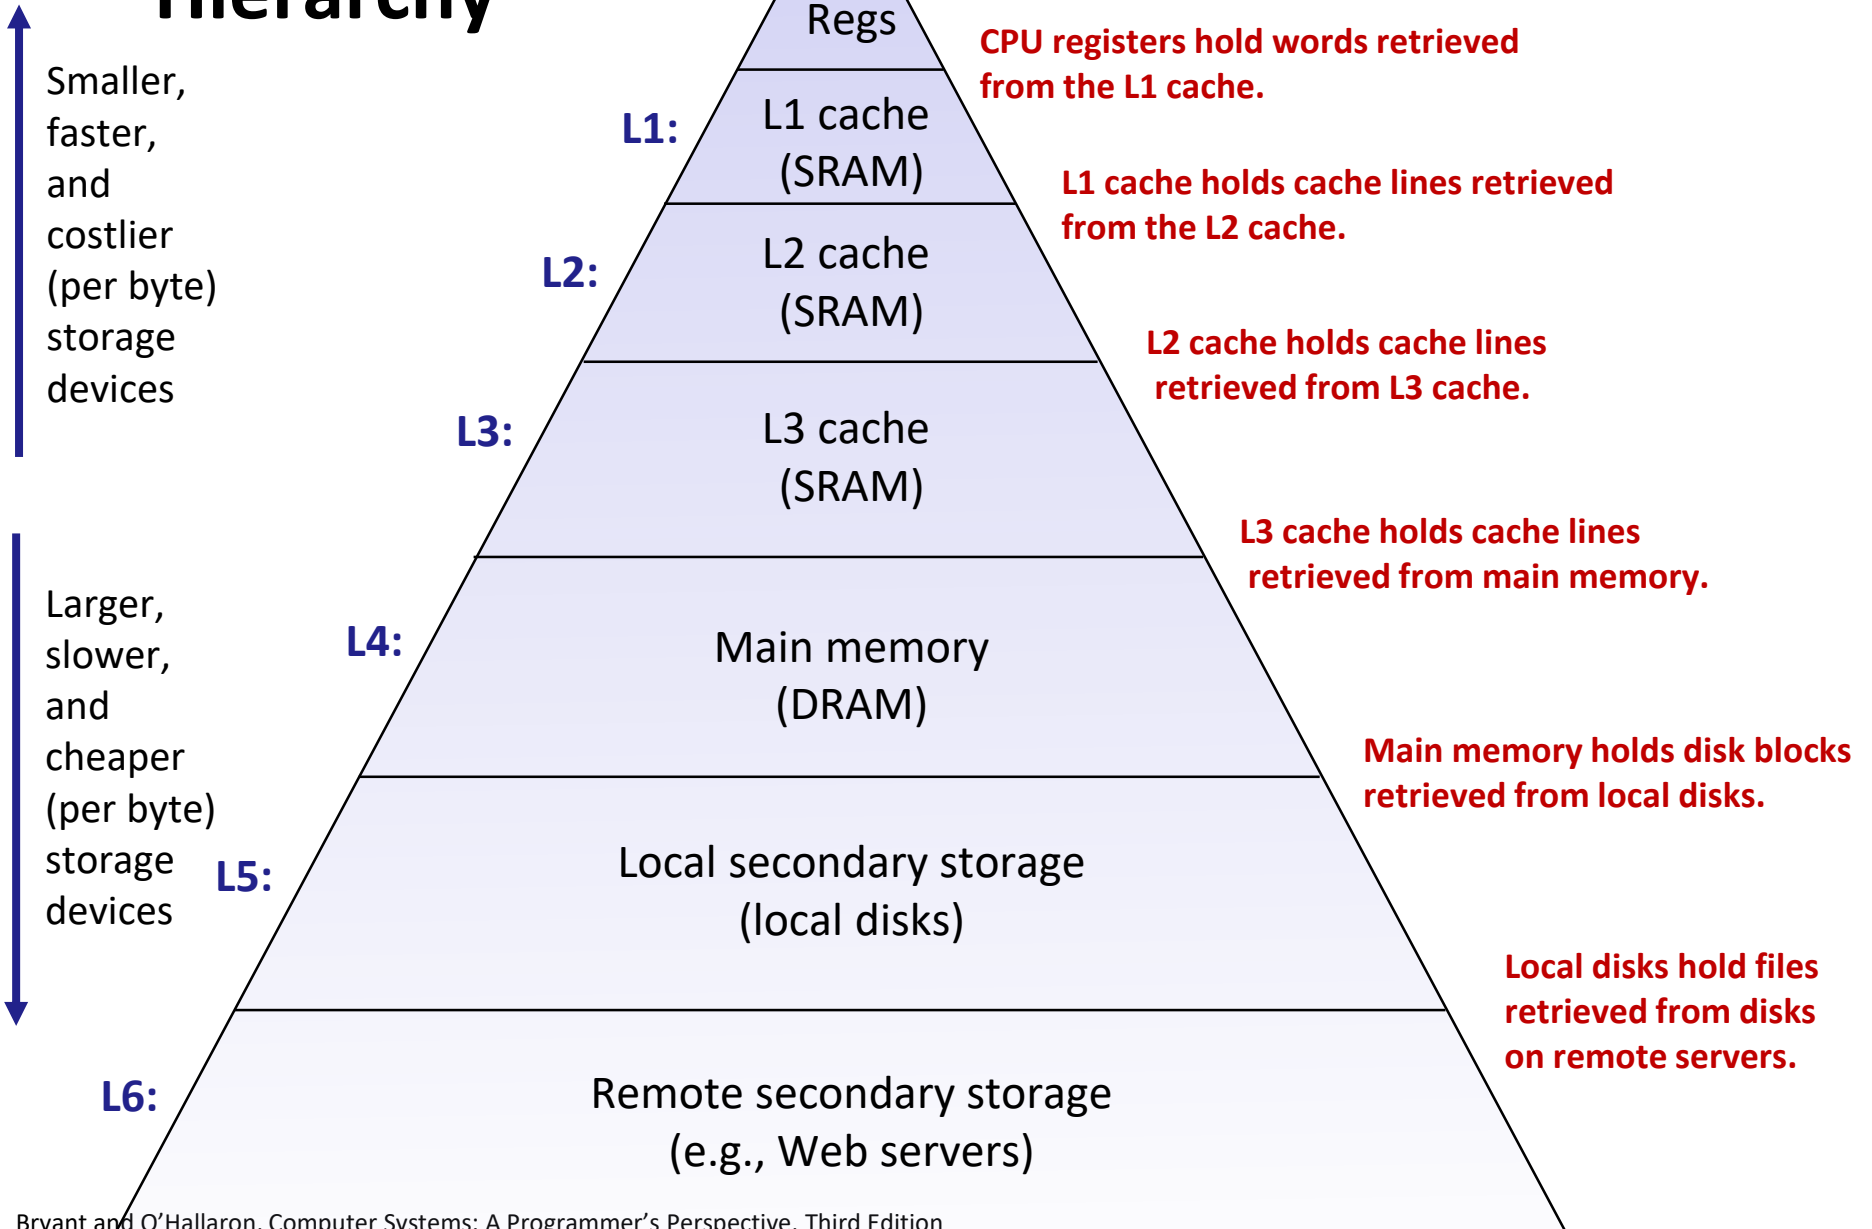 Hierarchy
Regs
CPU registers hold words retrieved
from the L1 cache.
Smaller,
faster,
and
costlier
(per byte)
storage
devices
L1:
L1 cache
(SRAM)
L1 cache holds cache lines retrieved
from the L2 cache.
L2:
L2 cache
(SRAM)
L2 cache holds cache lines
retrieved from L3 cache.
L3:
L3 cache
(SRAM)
L3 cache holds cache lines
retrieved from main memory.
Larger,
slower,
and
cheaper
(per byte)
storage
devices
L4:
Main memory
(DRAM)
Main memory holds disk blocks
retrieved from local disks.
L5:
Local secondary storage
(local disks)
Local disks hold files
retrieved from disks
on remote servers.
L6:
Remote secondary storage
(e.g., Web servers)
Bryant and O’Hallaron, Computer Systems: A Programmer’s Perspective, Third Edition